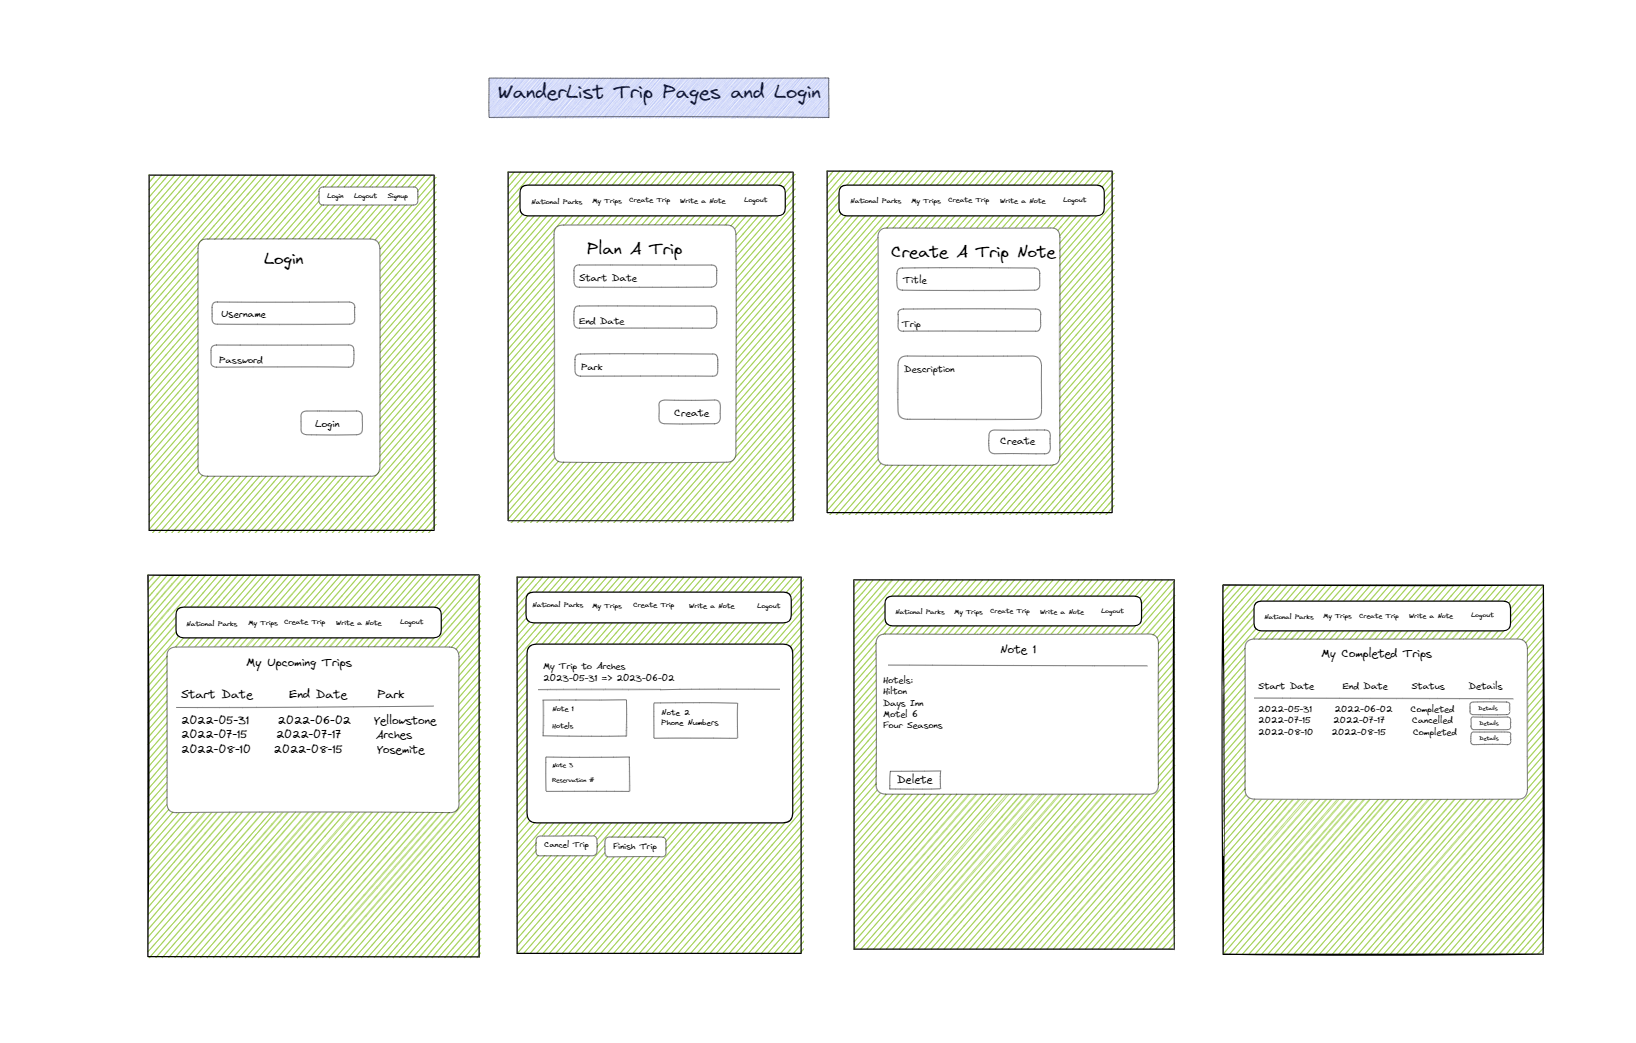 WanderList Trip Pages and Login
Login Logout Signup
Login
Username
Password
Login
National Parks My Trips Create Trip Write a Note Logout
Plan A Trip
Start Date
End Date
Park
Create
National Parks My Trips Create Trip Write a Note Logout
Create A Trip Note
Title
Trip
Description
Create
National Parks My Trips Create Trip Write a Note Logout
My Upcoming Trips
Start Date End Date Park
2022-05-31 2022-06-02 Yellowstone
2022-07-15 2022-07-17 Arches
2022-08-10 2022-08-15 Yosemite
National Parks My Trips Create Trip Write a Note Logout
My Trip to Arches
2023-05-31 => 2023-06-02
Note 1
Hotels
Note 2
Phone Numbers
Note 3
Reservation #
Cancel Trip
Finish Trip
National Parks My Trips Create Trip Write a Note Logout
Note 1
Hotels:
Hilton
Days Inn
Motel 6
Four Seasons
Delete
National Parks My Trips Create Trip Write a Note Logout
My Completed Trips
Start Date End Date Status Details
2022-05-31 2022-06-02 Completed Details
2022-07-15 2022-07-17 Cancelled Details
2022-08-10 2022-08-15 Completed Details